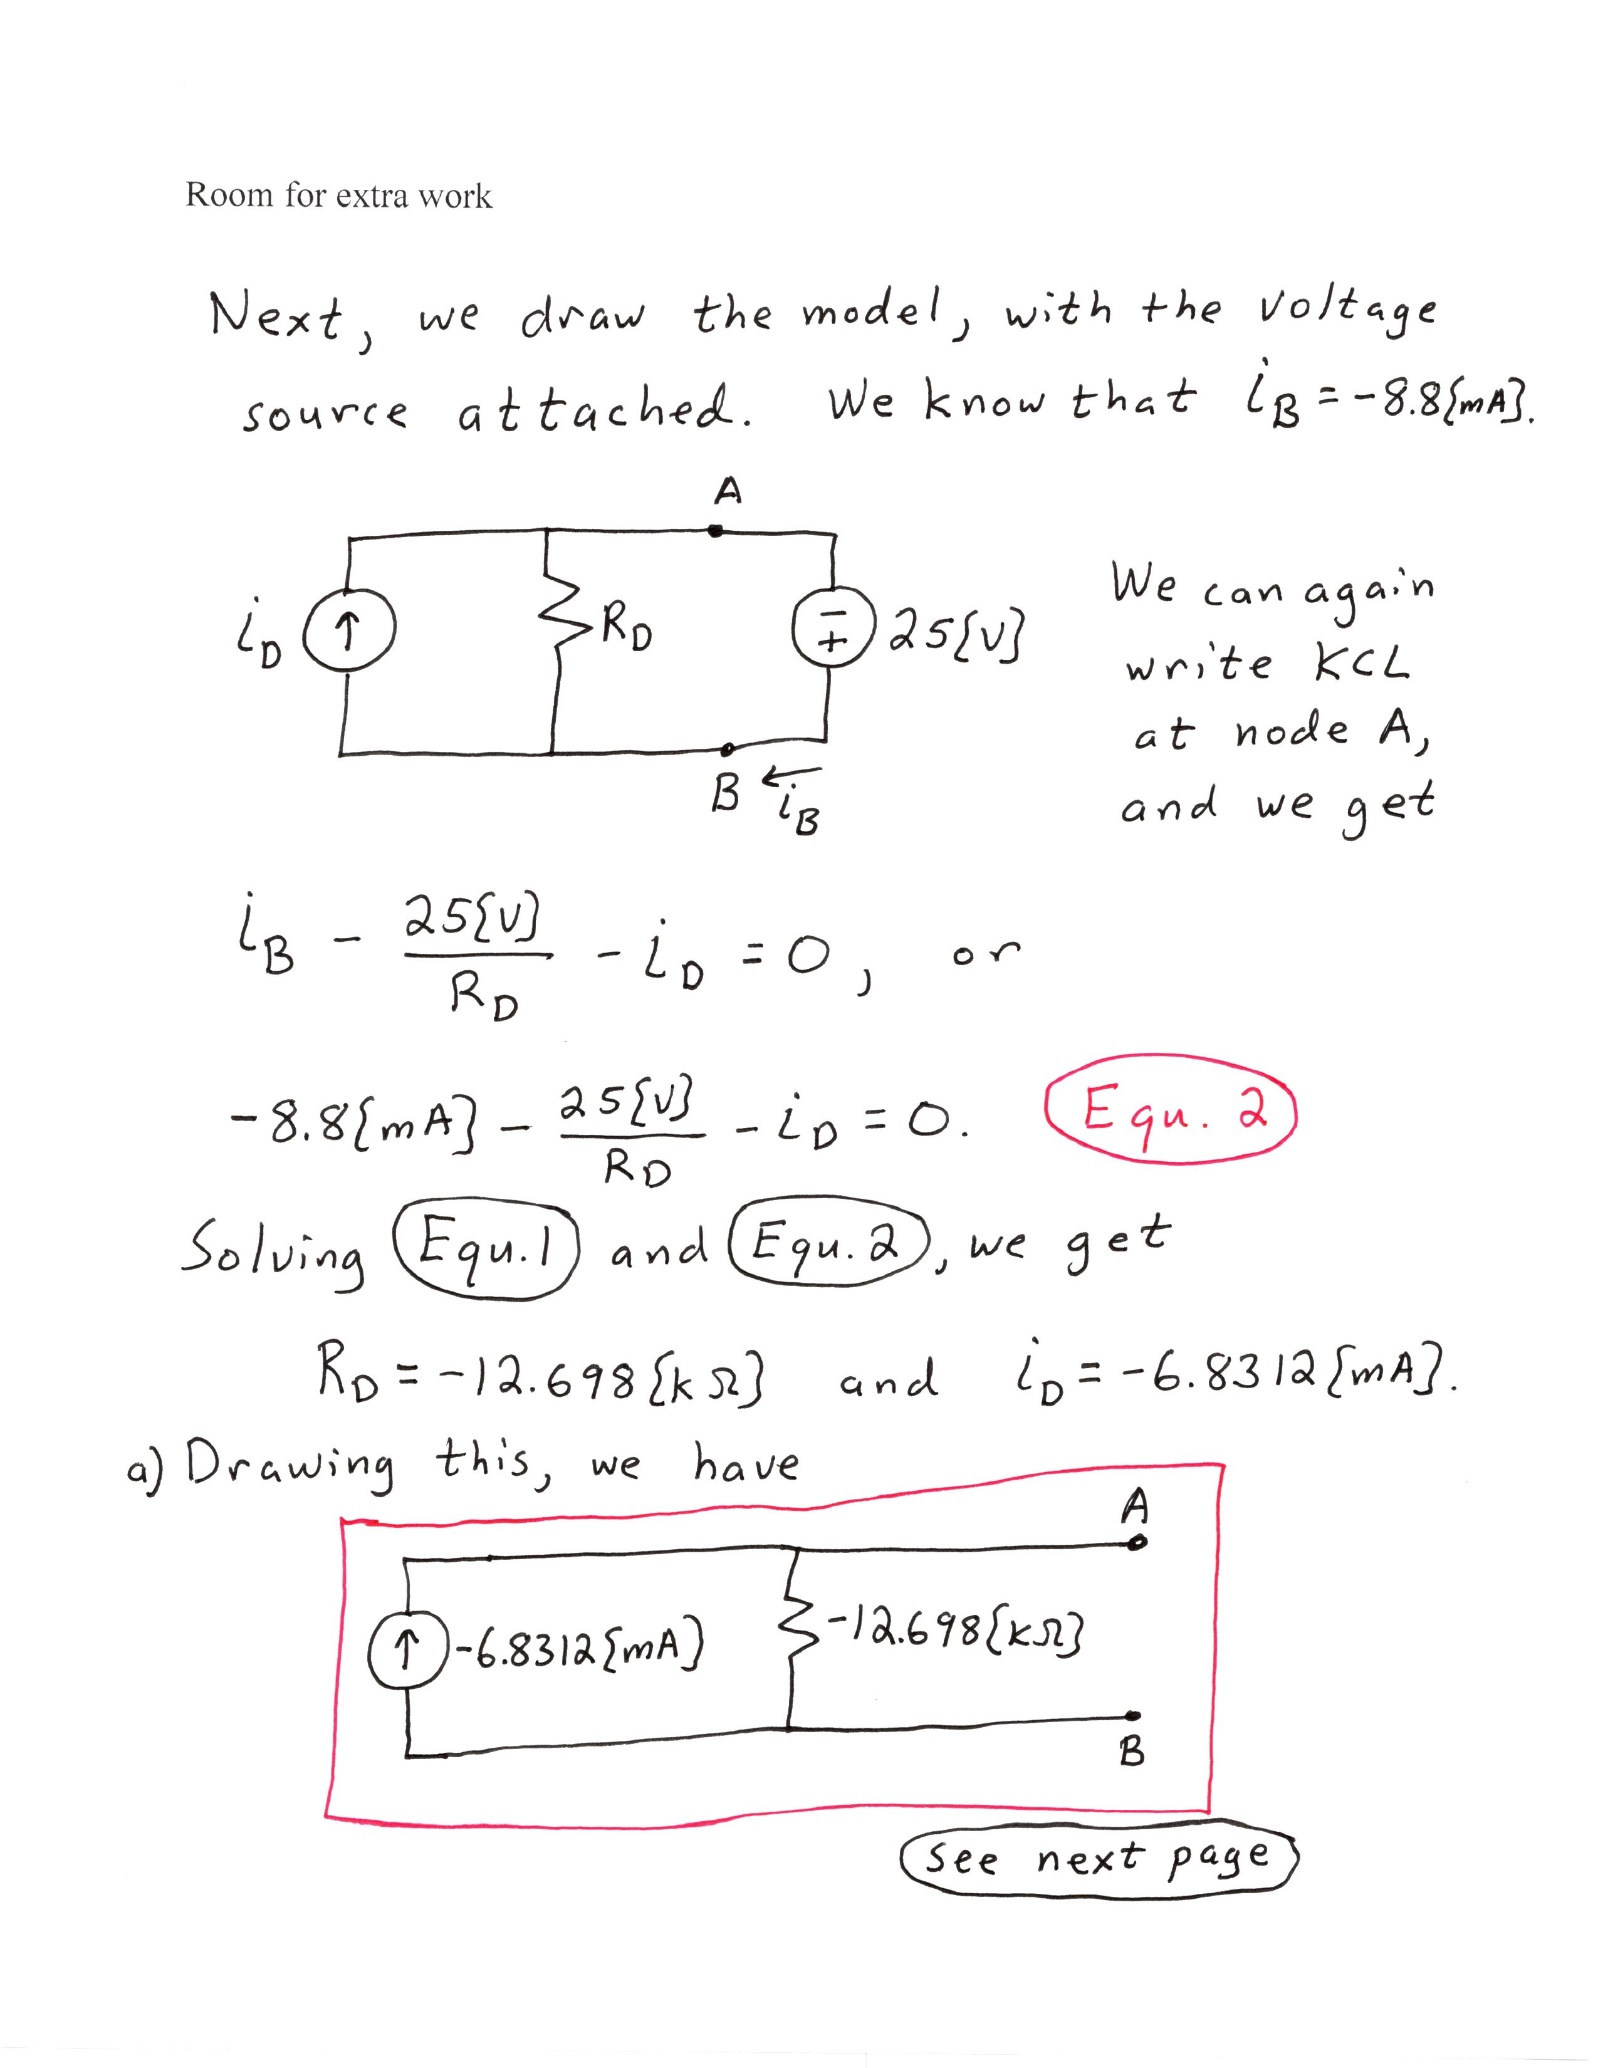 Room for extra work
Next, we draw the model, with the voltage
source attached. We know that iB = -8.8{mA}.
A
iD ↑ RD - + 25{V}
B ← iB
We can again
write KCL
at node A,
and we get
iB - 25{V}/RD - iD = 0, or
-8.8{mA} - 25{V}/RD - iD = 0. Equ. 2
Solving Equ. 1 and Equ. 2, we get
RD = -12.698{kΩ} and iD = -6.8312{mA}.
a) Drawing this, we have
A
↑ -6.8312{mA} -12.698{kΩ}
B
see next page